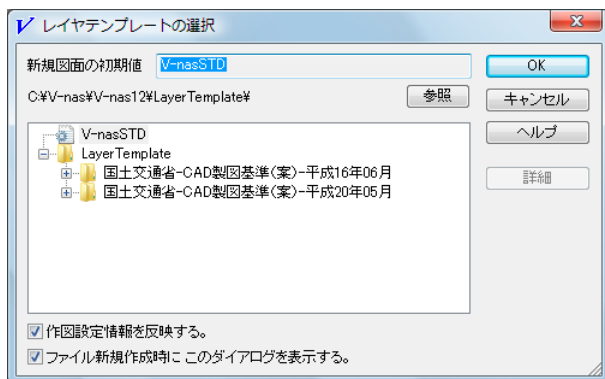 レイヤテンプレートの選択
新規図面の初期値 V-nasSTD
OK
C:¥V-nas¥V-nas12¥LayerTemplate¥
参照
キャンセル
ヘルプ
詳細
V-nasSTD
LayerTemplate
国土交通省-CAD製図基準(案)-平成16年06月
国土交通省-CAD製図基準(案)-平成20年05月
作図設定情報を反映する。
ファイル新規作成時にこのダイアログを表示する。